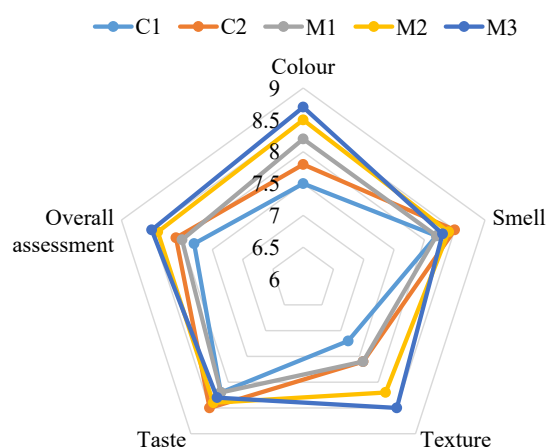 C1 C2 M1 M2 M3
Colour
9
8.5
8
7.5
7
6.5
6
Smell
Texture
Taste
Overall
assessment